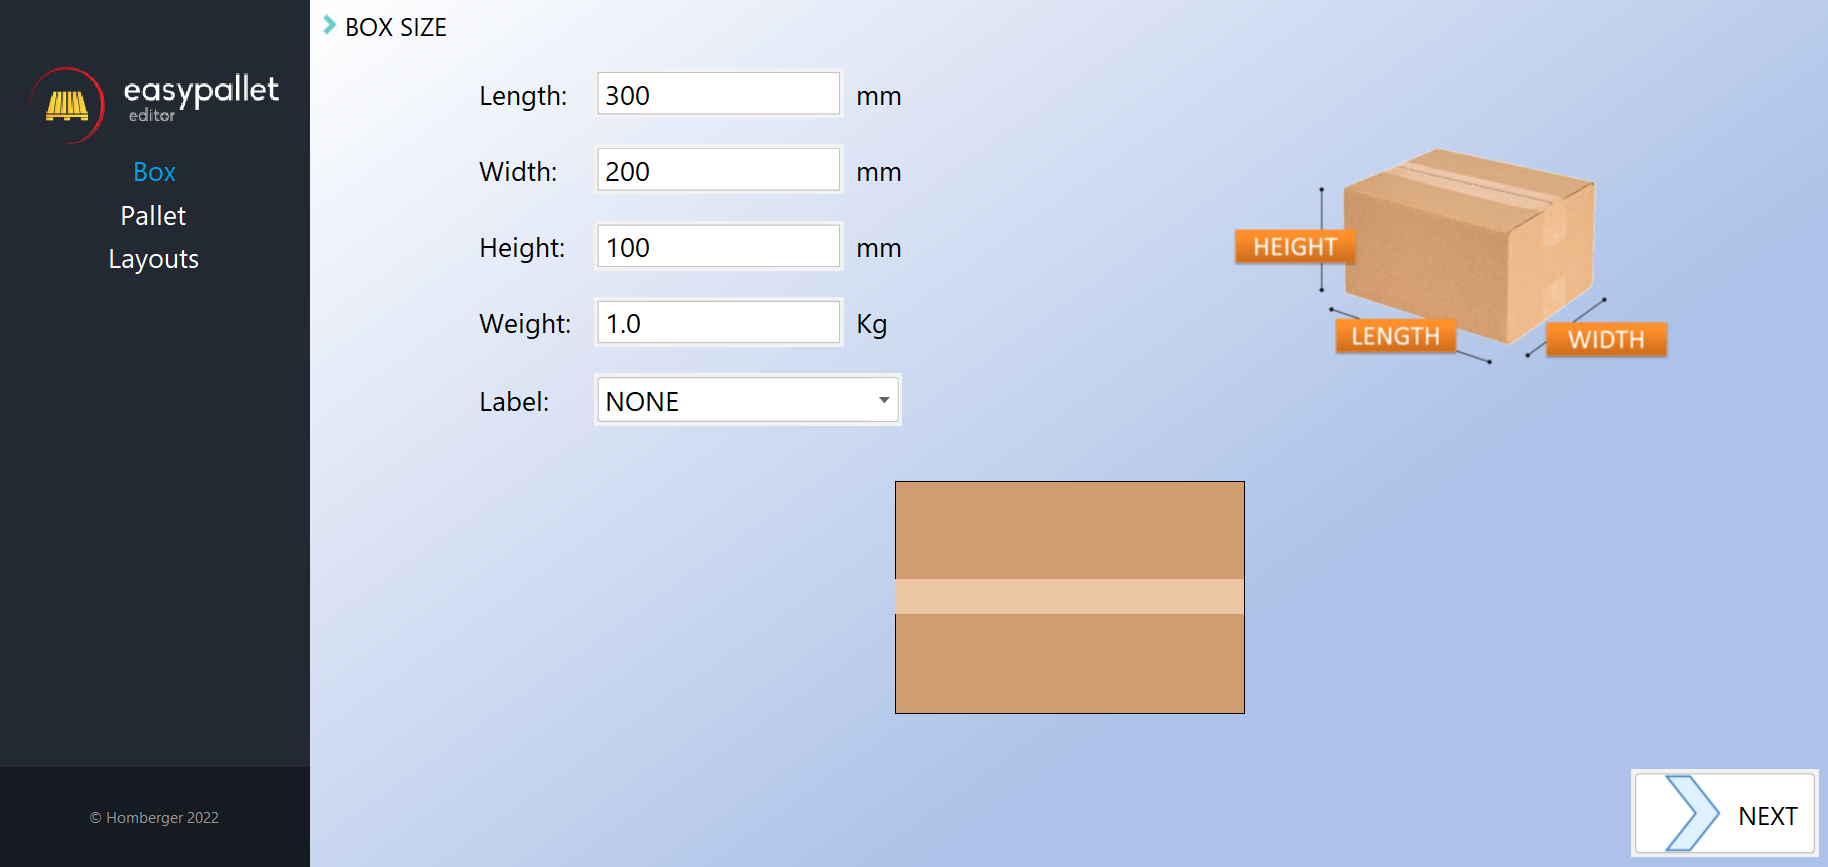 easypallet
editor
Box
Pallet
Layouts
© Homberger 2022
BOX SIZE
Length: 300 mm
Width: 200 mm
Height: 100 mm
Weight: 1.0 Kg
Label: NONE
HEIGHT
LENGTH
WIDTH
NEXT